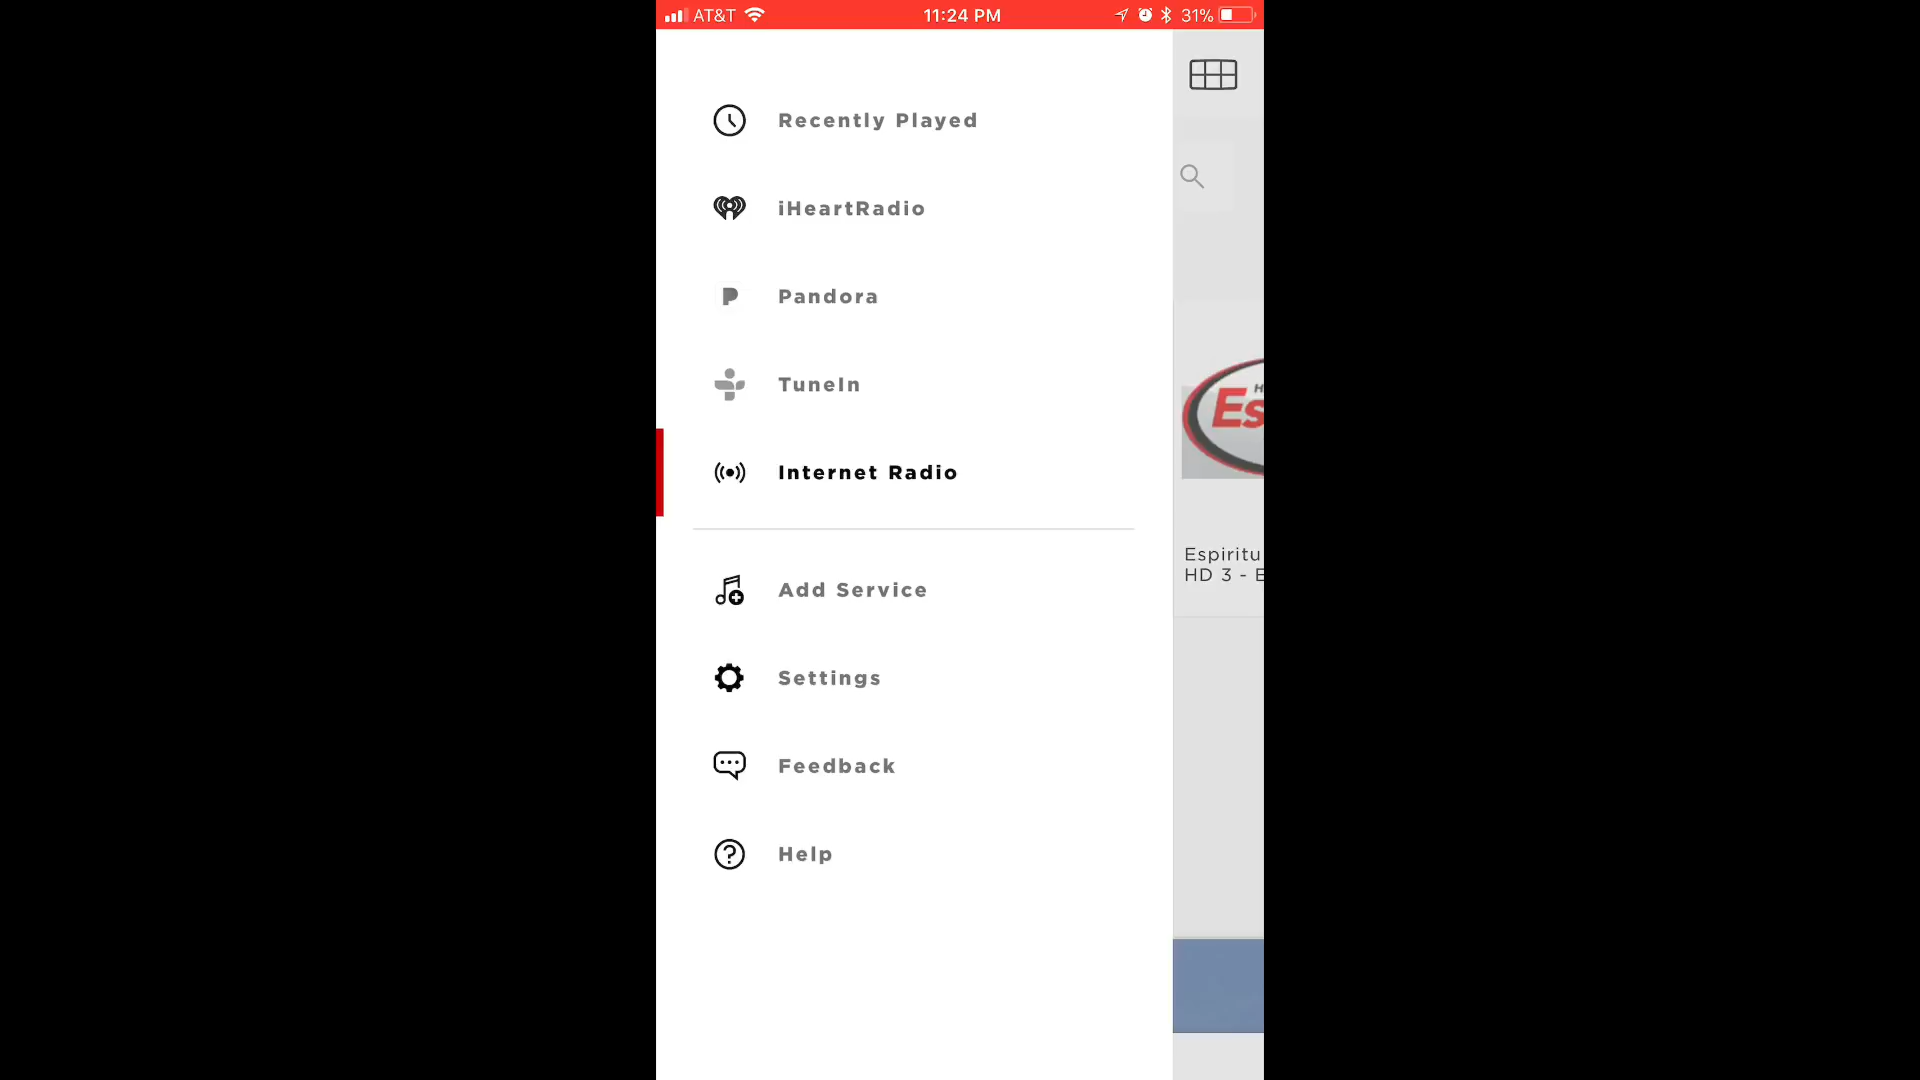 AT&T 11:24 PM 31%
Recently Played
iHeartRadio
Pandora
TuneIn
Internet Radio
Add Service
Settings
Feedback
Help
H
Es
Espiritu
HD 3 - E